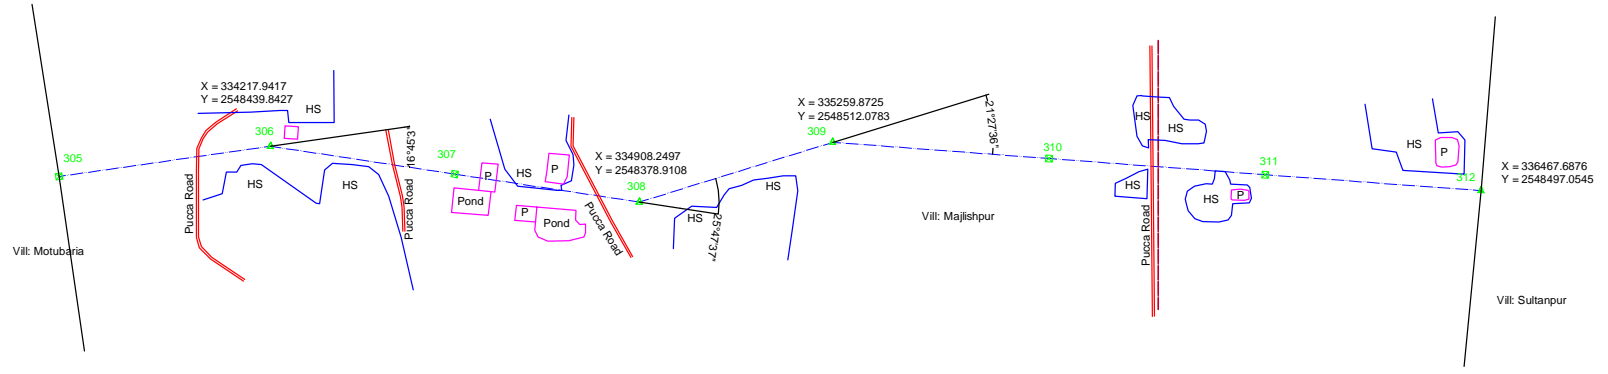 X = 334217.9417
Y = 2548439.8427
HS
306
16°45'3"
305
HS
HS
Pucca Road
Pucca Road
Vill: Motubaria
307
P
Pond
HS
P
P
Pond
X = 334908.2497
Y = 2548378.9108
308
Pucca Road
HS
HS
25°47'37"
X = 335259.8725
Y = 2548512.0783
309
21°27'36"
310
Vill: Majlishpur
HS
HS
HS
Pucca Road
311
P
HS
HS
P
312
X = 336467.6876
Y = 2548497.0545
Vill: Sultanpur